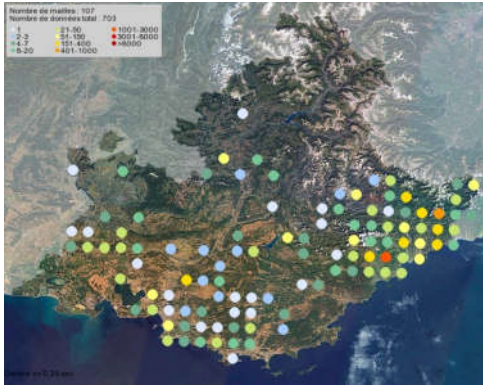 Nombre de mailles : 107
Nombre de données total : 703
1 21-50 1001-3000
2-3 51-150 3001-5000
4-7 151-400 >5000
8-20 401-1000